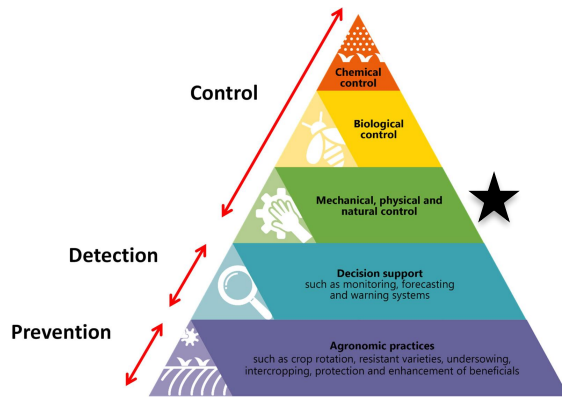 Chemical
control
Control
Biological
control
Mechanical, physical and
natural control
Detection
Decision support
such as monitoring, forecasting
and warning systems
Prevention
Agronomic practices
such as crop rotation, resistant varieties, undersowing,
intercropping, protection and enhancement of beneficials